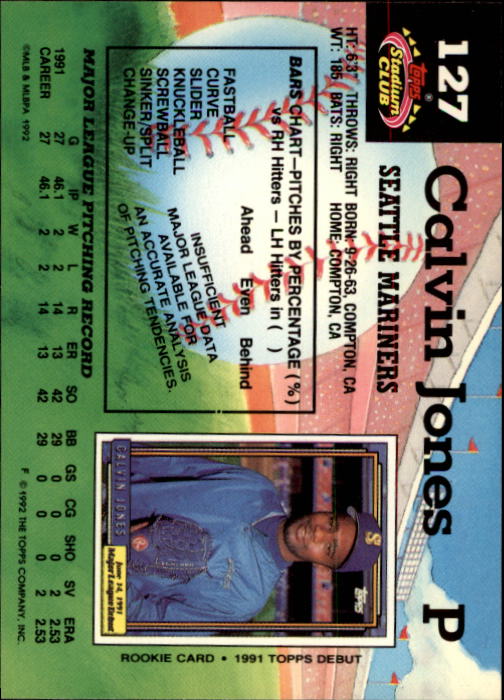 127
topps®
Stadium
CLUB
Calvin Jones P
SEATTLE MARINERS
HT: 6'3" THROWS: RIGHT BORN: 9-26-63, COMPTON, CA
WT: 185 BATS: RIGHT HOME: COMPTON, CA
BARS CHART—PITCHES BY PERCENTAGE (%)
vs RH Hitters — LH Hitters in ( )
Ahead Even Behind
FASTBALL
CURVE
SLIDER
KNUCKLEBALL
SCREWBALL
SINKER/SPLIT
CHANGE-UP
INSUFFICIENT
MAJOR LEAGUE DATA
AVAILABLE FOR
AN ACCURATE ANALYSIS
OF PITCHING TENDENCIES.
TOPPS
CALVIN JONES
June 14, 1991
Major League Debut
ROOKIE CARD • 1991 TOPPS DEBUT
MAJOR LEAGUE PITCHING RECORD
G IP W L R ER SO BB GS CG SHO SV ERA
1991 27 46.1 2 2 14 13 42 29 0 0 0 2 2.53
CAREER 27 46.1 2 2 14 13 42 29 0 0 0 2 2.53
©MLB & MLBPA 1992
F ©1992 THE TOPPS COMPANY, INC.